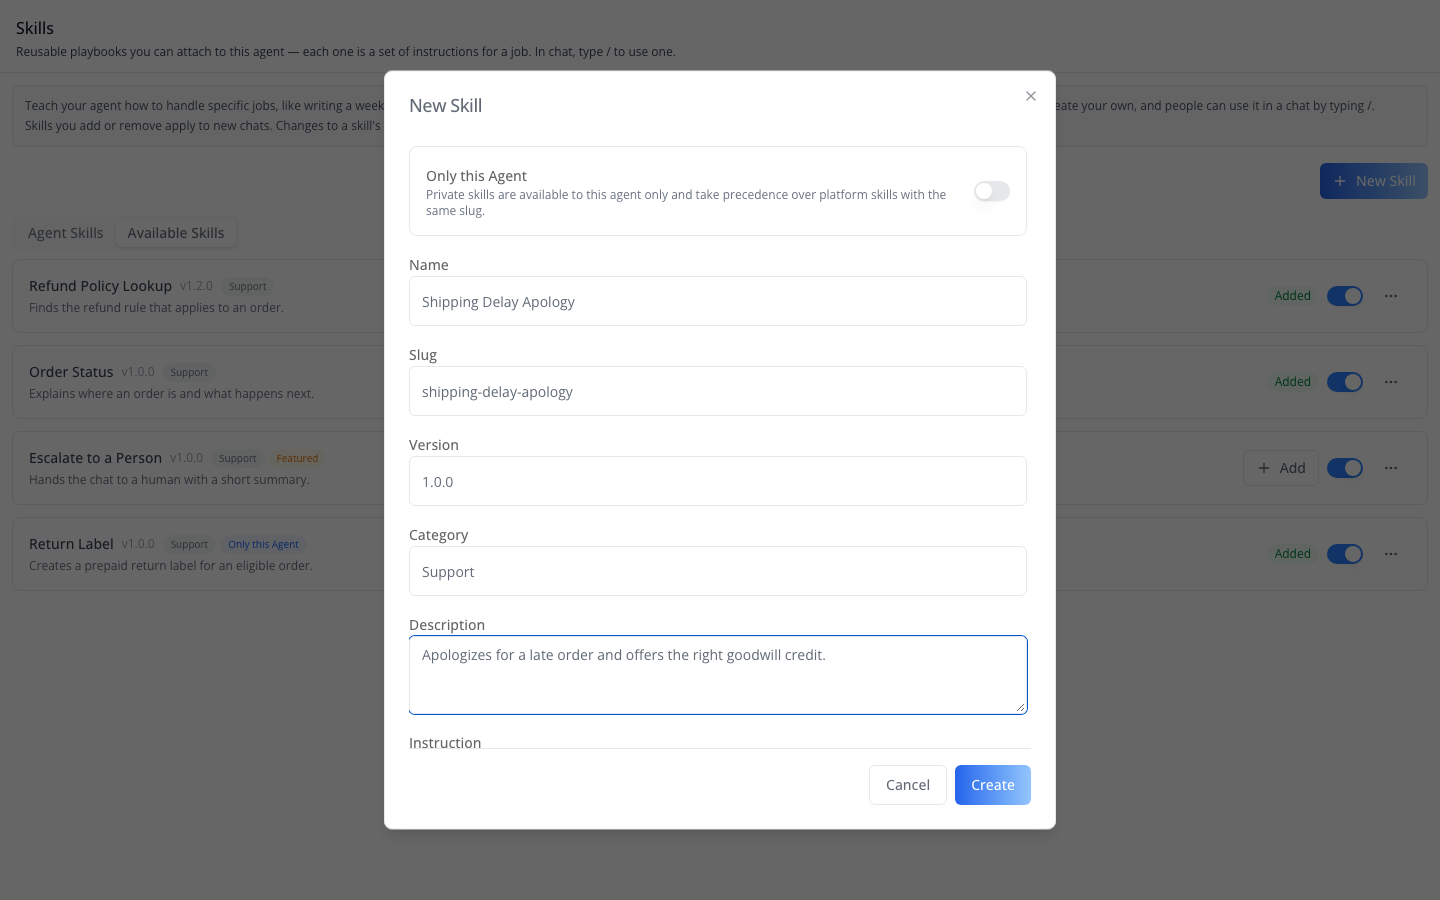 Skills
Reusable playbooks you can attach to this agent — each one is a set of instructions for a job. In chat, type / to use one.
Teach your agent how to handle specific jobs, like writing a week
eate your own, and people can use it in a chat by typing /.
Skills you add or remove apply to new chats. Changes to a skill's
+ New Skill
Agent Skills
Available Skills
Refund Policy Lookup v1.2.0 Support
Finds the refund rule that applies to an order.
Added
Order Status v1.0.0 Support
Explains where an order is and what happens next.
Added
Escalate to a Person v1.0.0 Support Featured
Hands the chat to a human with a short summary.
+ Add
Return Label v1.0.0 Support Only this Agent
Creates a prepaid return label for an eligible order.
Added
New Skill
Only this Agent
Private skills are available to this agent only and take precedence over platform skills with the
same slug.
Name
Shipping Delay Apology
Slug
shipping-delay-apology
Version
1.0.0
Category
Support
Description
Apologizes for a late order and offers the right goodwill credit.
Instruction
Cancel
Create